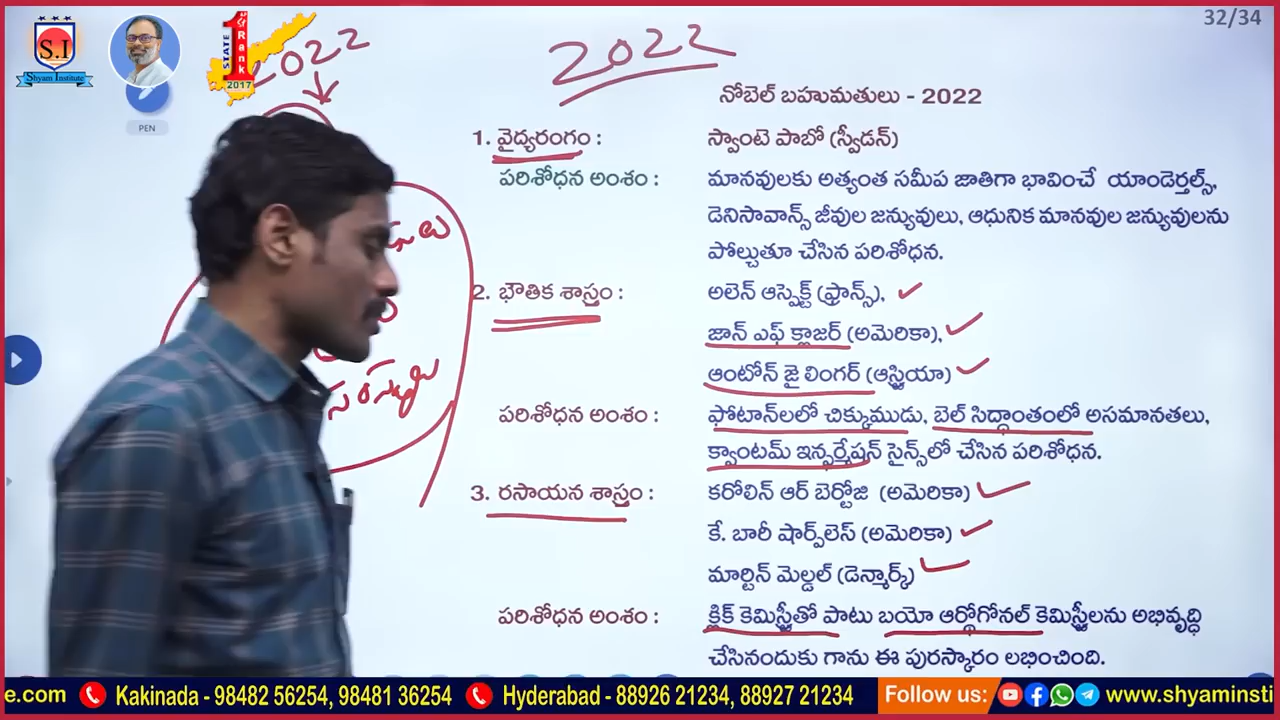 32/34
S.I
Shyam Institute
STATE
1
Rank
2017
2022
2022
PEN
నోబెల్ బహుమతులు - 2022
1. వైద్యరంగం : స్వాంటె పాబో (స్వీడన్)
పరిశోధన అంశం : మానవులకు అత్యంత సమీప జాతిగా భావించే యాండెర్తల్స్,
డెనిసావాన్స్ జీవుల జన్యువులు, ఆధునిక మానవుల జన్యువులను
పోల్చుతూ చేసిన పరిశోధన.
2. భౌతిక శాస్త్రం : అలెన్ ఆస్పెక్ట్ (ఫ్రాన్స్),
జాన్ ఎఫ్ క్లాజర్ (అమెరికా),
ఆంటోన్ జై లింగర్ (ఆస్ట్రియా)
పరిశోధన అంశం : ఫోటాన్‌లలో చిక్కుముడు, బెల్ సిద్ధాంతంలో అసమానతలు,
క్వాంటమ్ ఇన్ఫర్మేషన్ సైన్స్‌లో చేసిన పరిశోధన.
3. రసాయన శాస్త్రం : కరోలిన్ ఆర్ బెర్టోజి (అమెరికా)
కే. బారీ షార్ప్‌లెస్ (అమెరికా)
మార్టిన్ మెల్డల్ (డెన్మార్క్)
పరిశోధన అంశం : క్లిక్ కెమిస్ట్రీతో పాటు బయో ఆర్థోగోనల్ కెమిస్ట్రీలను అభివృద్ధి
చేసినందుకు గాను ఈ పురస్కారం లభించింది.
e.com Kakinada - 98482 56254, 98481 36254 Hyderabad - 88926 21234, 88927 21234 Follow us: www.shyaminsti